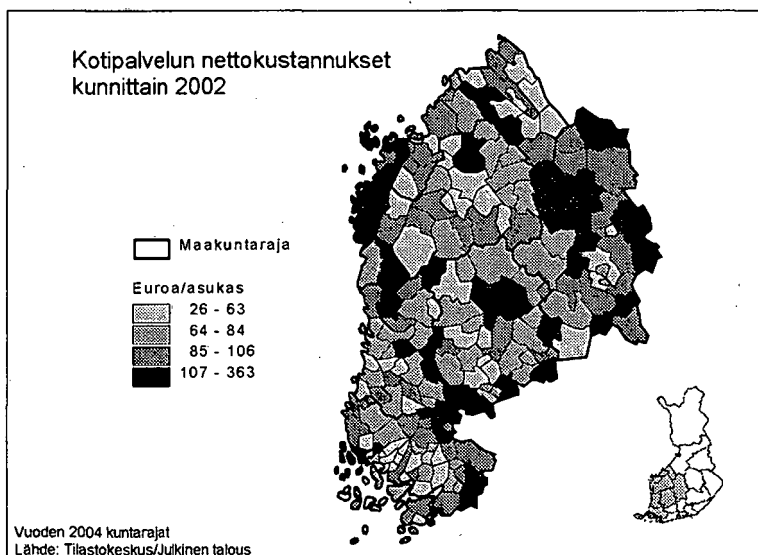 Kotipalvelun nettokustannukset
kunnittain 2002
Maakuntaraja
Euroa/asukas
26 - 63
64 - 84
85 - 106
107 - 363
Vuoden 2004 kuntarajat
Lähde: Tilastokeskus/Julkinen talous